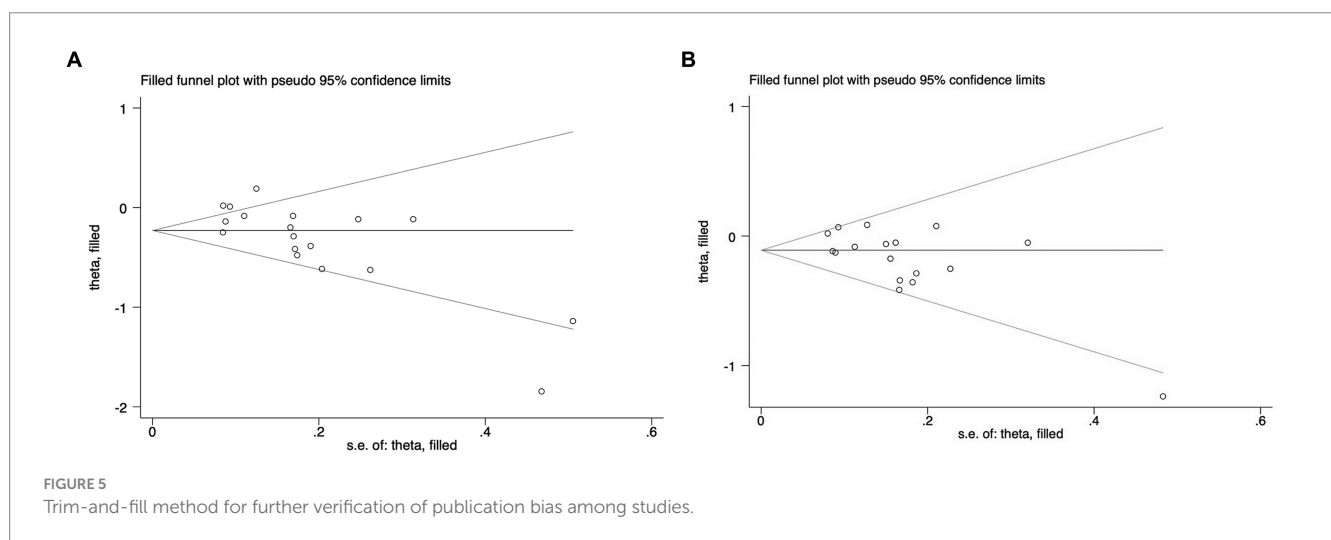 A
Filled funnel plot with pseudo 95% confidence limits
1
0
-1
-2
theta, filled
0
.2
.4
.6
s.e. of: theta, filled
B
Filled funnel plot with pseudo 95% confidence limits
1
0
-1
theta, filled
0
.2
.4
.6
s.e. of: theta, filled
FIGURE 5
Trim-and-fill method for further verification of publication bias among studies.